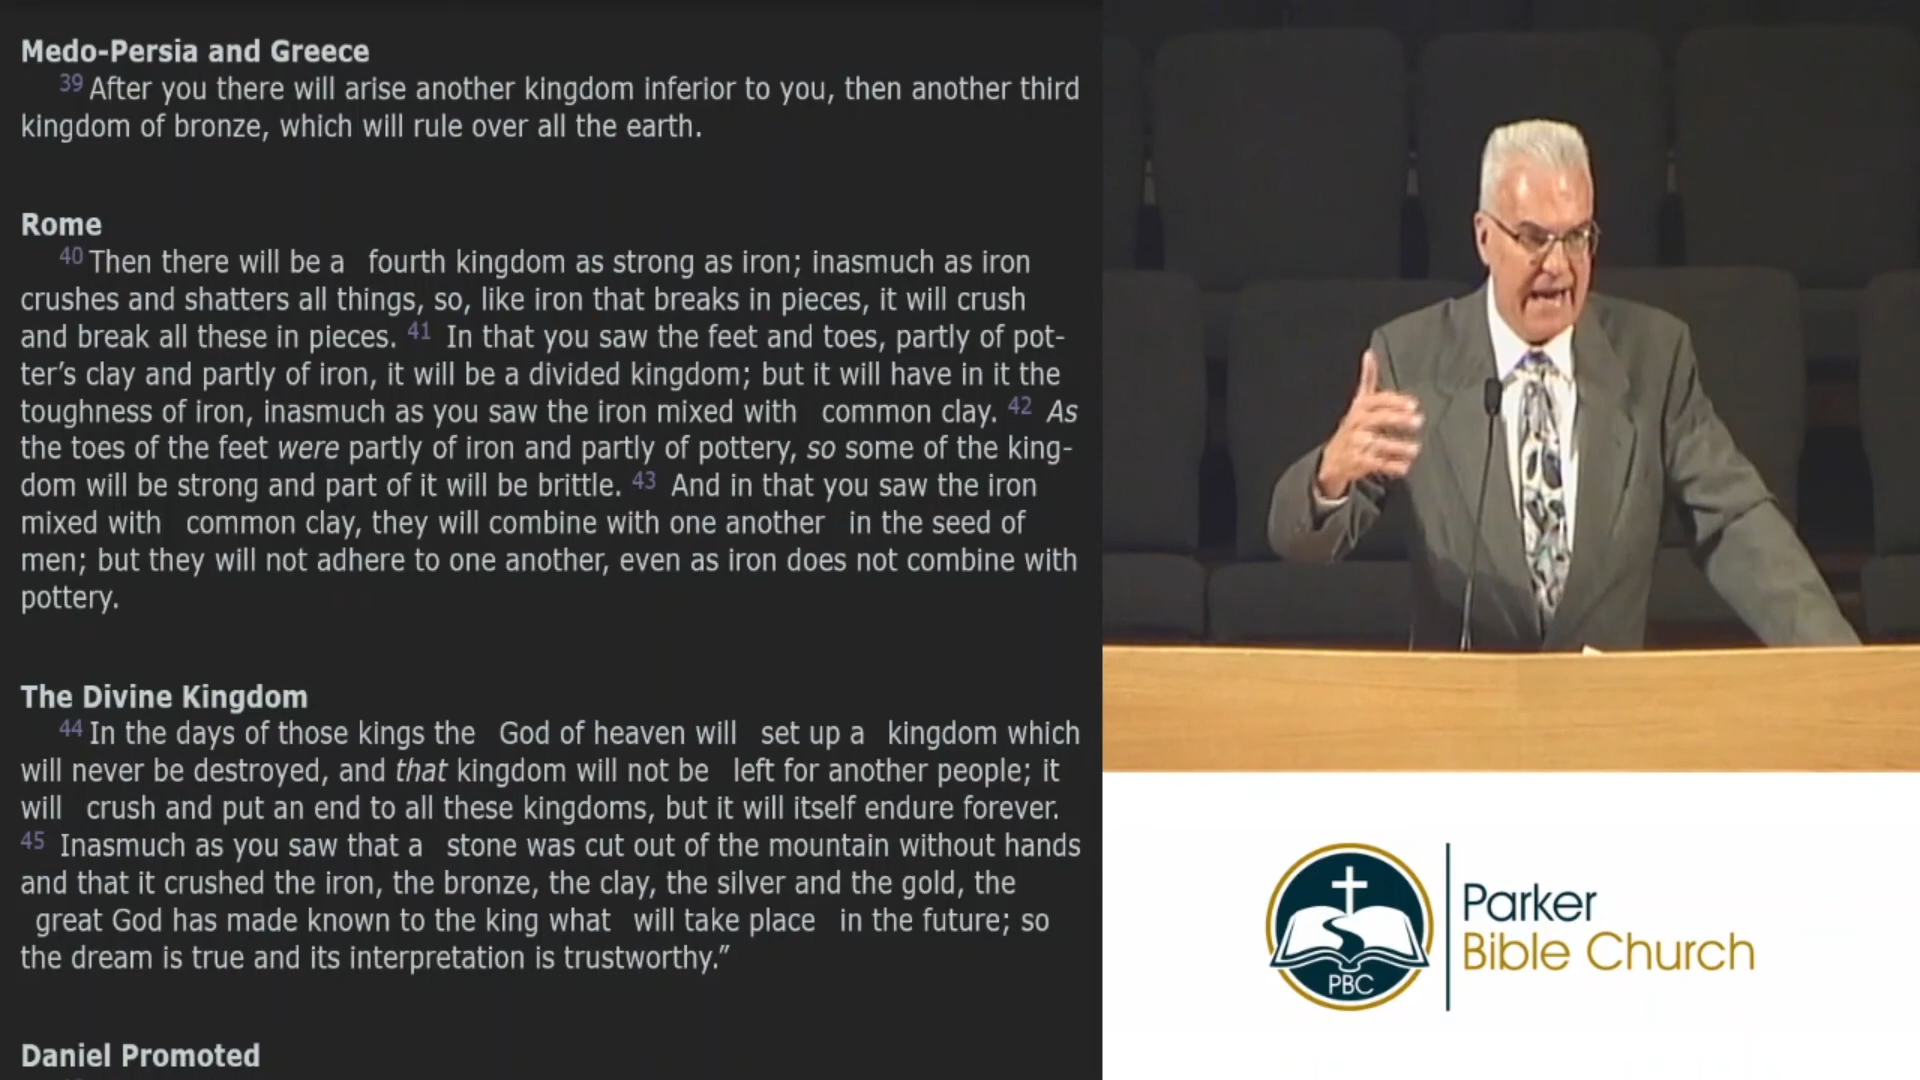 Medo-Persia and Greece
39 After you there will arise another kingdom inferior to you, then another third
kingdom of bronze, which will rule over all the earth.
Rome
40 Then there will be a fourth kingdom as strong as iron; inasmuch as iron
crushes and shatters all things, so, like iron that breaks in pieces, it will crush
and break all these in pieces. 41 In that you saw the feet and toes, partly of pot-
ter’s clay and partly of iron, it will be a divided kingdom; but it will have in it the
toughness of iron, inasmuch as you saw the iron mixed with common clay. 42 As
the toes of the feet were partly of iron and partly of pottery, so some of the king-
dom will be strong and part of it will be brittle. 43 And in that you saw the iron
mixed with common clay, they will combine with one another in the seed of
men; but they will not adhere to one another, even as iron does not combine with
pottery.
The Divine Kingdom
44 In the days of those kings the God of heaven will set up a kingdom which
will never be destroyed, and that kingdom will not be left for another people; it
will crush and put an end to all these kingdoms, but it will itself endure forever.
45 Inasmuch as you saw that a stone was cut out of the mountain without hands
and that it crushed the iron, the bronze, the clay, the silver and the gold, the
great God has made known to the king what will take place in the future; so
the dream is true and its interpretation is trustworthy.”
Daniel Promoted
Parker
Bible Church
PBC